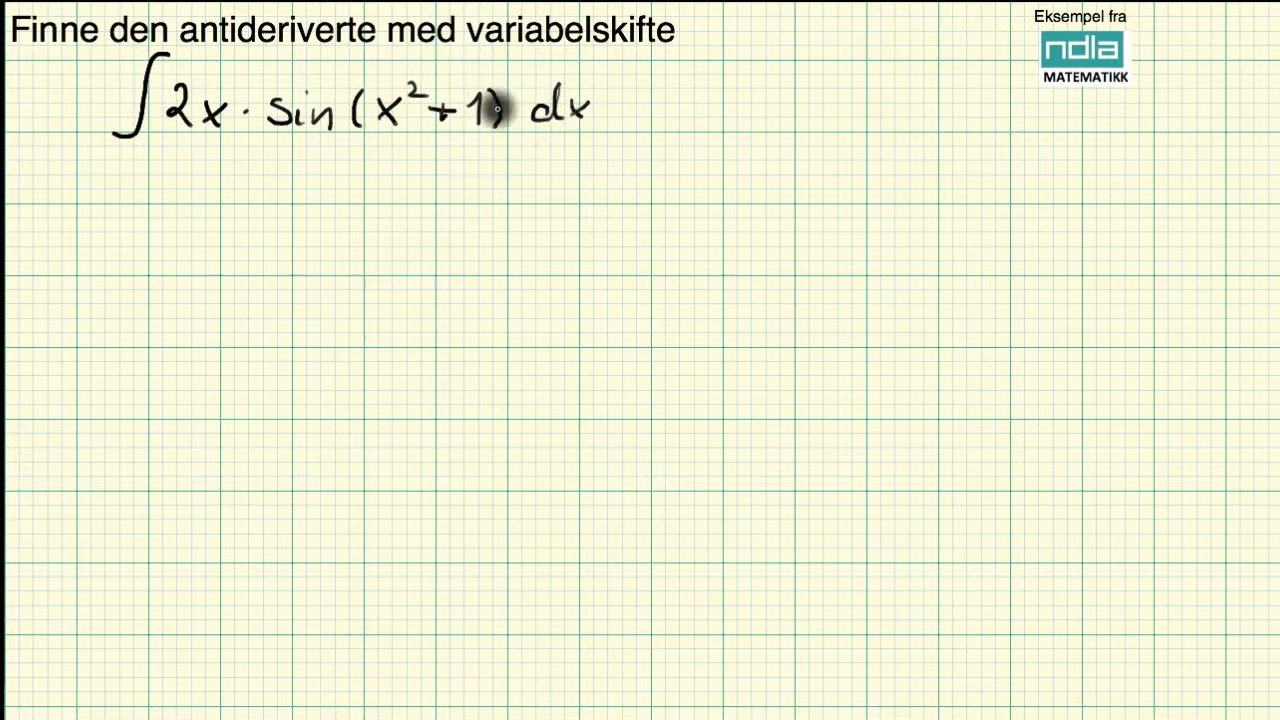 Finne den antideriverte med variabelskifte
Eksempel fra
ndla
MATEMATIKK
∫ 2x · sin (x² + 1) dx